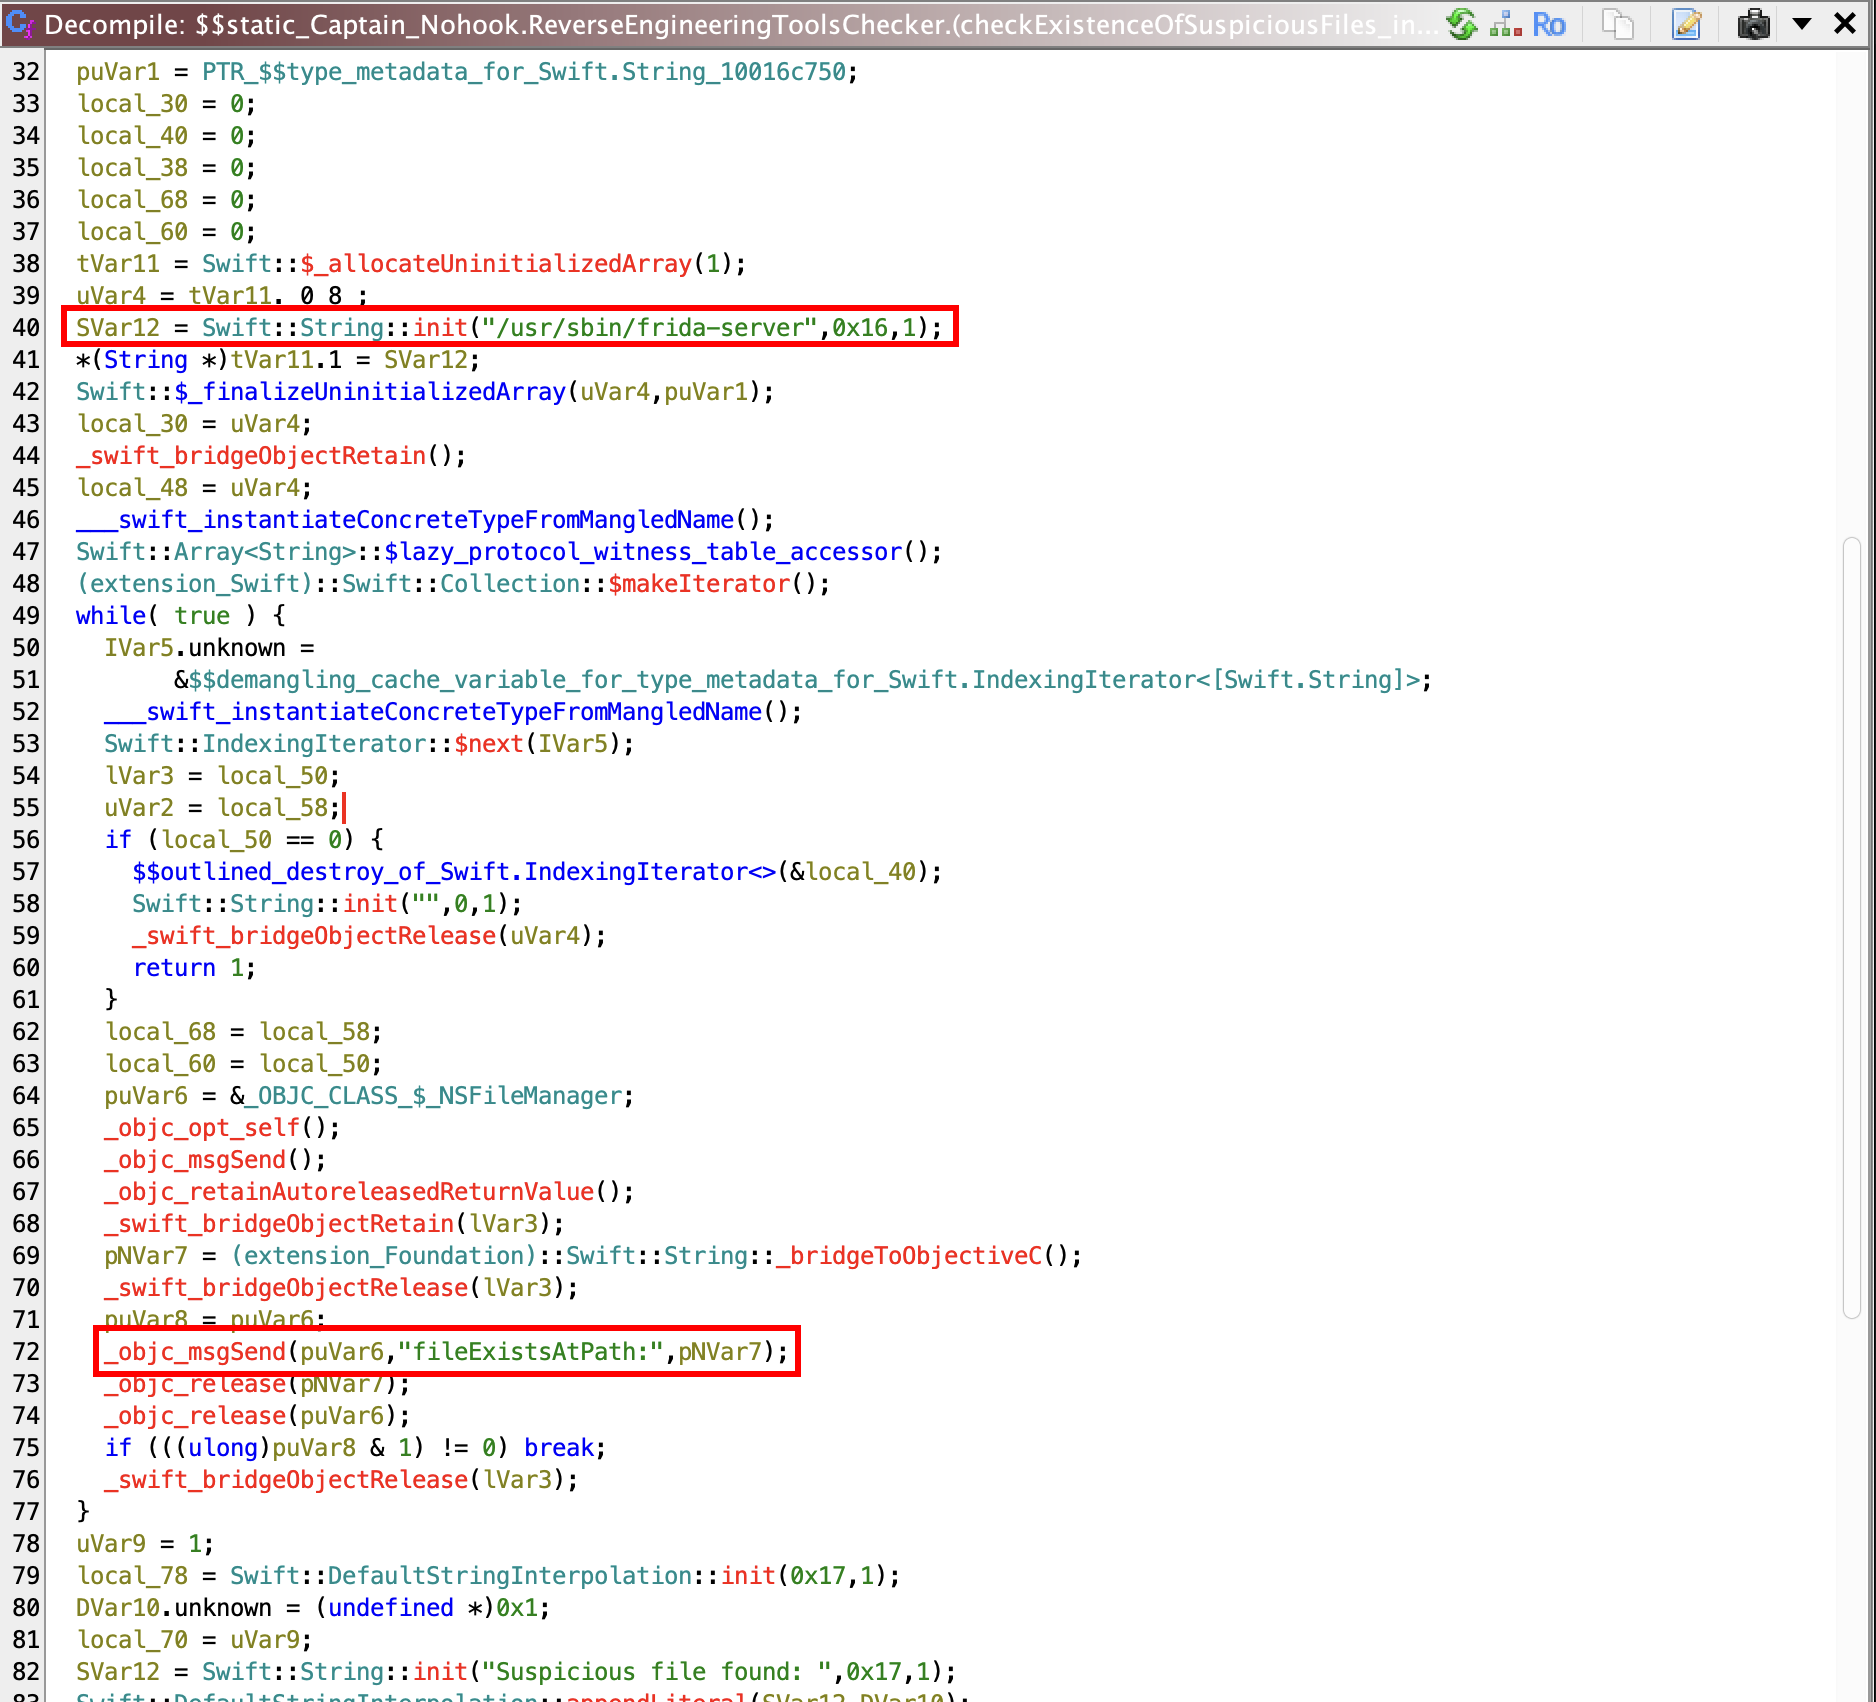 Decompile: $$static_Captain_Nohook.ReverseEngineeringToolsChecker.(checkExistenceOfSuspiciousFiles_in... Ro
32 puVar1 = PTR_$$type_metadata_for_Swift.String_10016c750;
33 local_30 = 0;
34 local_40 = 0;
35 local_38 = 0;
36 local_68 = 0;
37 local_60 = 0;
38 tVar11 = Swift::$_allocateUninitializedArray(1);
39 uVar4 = tVar11._0_8_;
40 SVar12 = Swift::String::init("/usr/sbin/frida-server",0x16,1);
41 *(String *)tVar11.1 = SVar12;
42 Swift::$_finalizeUninitializedArray(uVar4,puVar1);
43 local_30 = uVar4;
44 _swift_bridgeObjectRetain();
45 local_48 = uVar4;
46 ___swift_instantiateConcreteTypeFromMangledName();
47 Swift::Array<String>::$lazy_protocol_witness_table_accessor();
48 (extension_Swift)::Swift::Collection::$makeIterator();
49 while( true ) {
50 IVar5.unknown =
51 &$$demangling_cache_variable_for_type_metadata_for_Swift.IndexingIterator<[Swift.String]>;
52 ___swift_instantiateConcreteTypeFromMangledName();
53 Swift::IndexingIterator::$next(IVar5);
54 lVar3 = local_50;
55 uVar2 = local_58;
56 if (local_50 == 0) {
57 $$outlined_destroy_of_Swift.IndexingIterator<>(&local_40);
58 Swift::String::init("",0,1);
59 _swift_bridgeObjectRelease(uVar4);
60 return 1;
61 }
62 local_68 = local_58;
63 local_60 = local_50;
64 puVar6 = &_OBJC_CLASS_$_NSFileManager;
65 _objc_opt_self();
66 _objc_msgSend();
67 _objc_retainAutoreleasedReturnValue();
68 _swift_bridgeObjectRetain(lVar3);
69 pNVar7 = (extension_Foundation)::Swift::String::_bridgeToObjectiveC();
70 _swift_bridgeObjectRelease(lVar3);
71 puVar8 = puVar6;
72 _objc_msgSend(puVar6,"fileExistsAtPath:",pNVar7);
73 _objc_release(pNVar7);
74 _objc_release(puVar6);
75 if (((ulong)puVar8 & 1) != 0) break;
76 _swift_bridgeObjectRelease(lVar3);
77 }
78 uVar9 = 1;
79 local_78 = Swift::DefaultStringInterpolation::init(0x17,1);
80 DVar10.unknown = (undefined *)0x1;
81 local_70 = uVar9;
82 SVar12 = Swift::String::init("Suspicious file found: ",0x17,1);
83 Swift::DefaultStringInterpolation::appendLiteral(SVar12,DVar10);